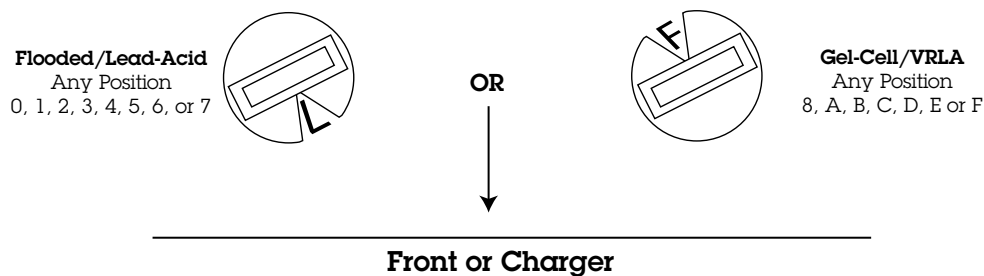 Flooded/Lead-Acid
Any Position
0, 1, 2, 3, 4, 5, 6, or 7
L
OR
F
Gel-Cell/VRLA
Any Position
8, A, B, C, D, E or F
Front or Charger